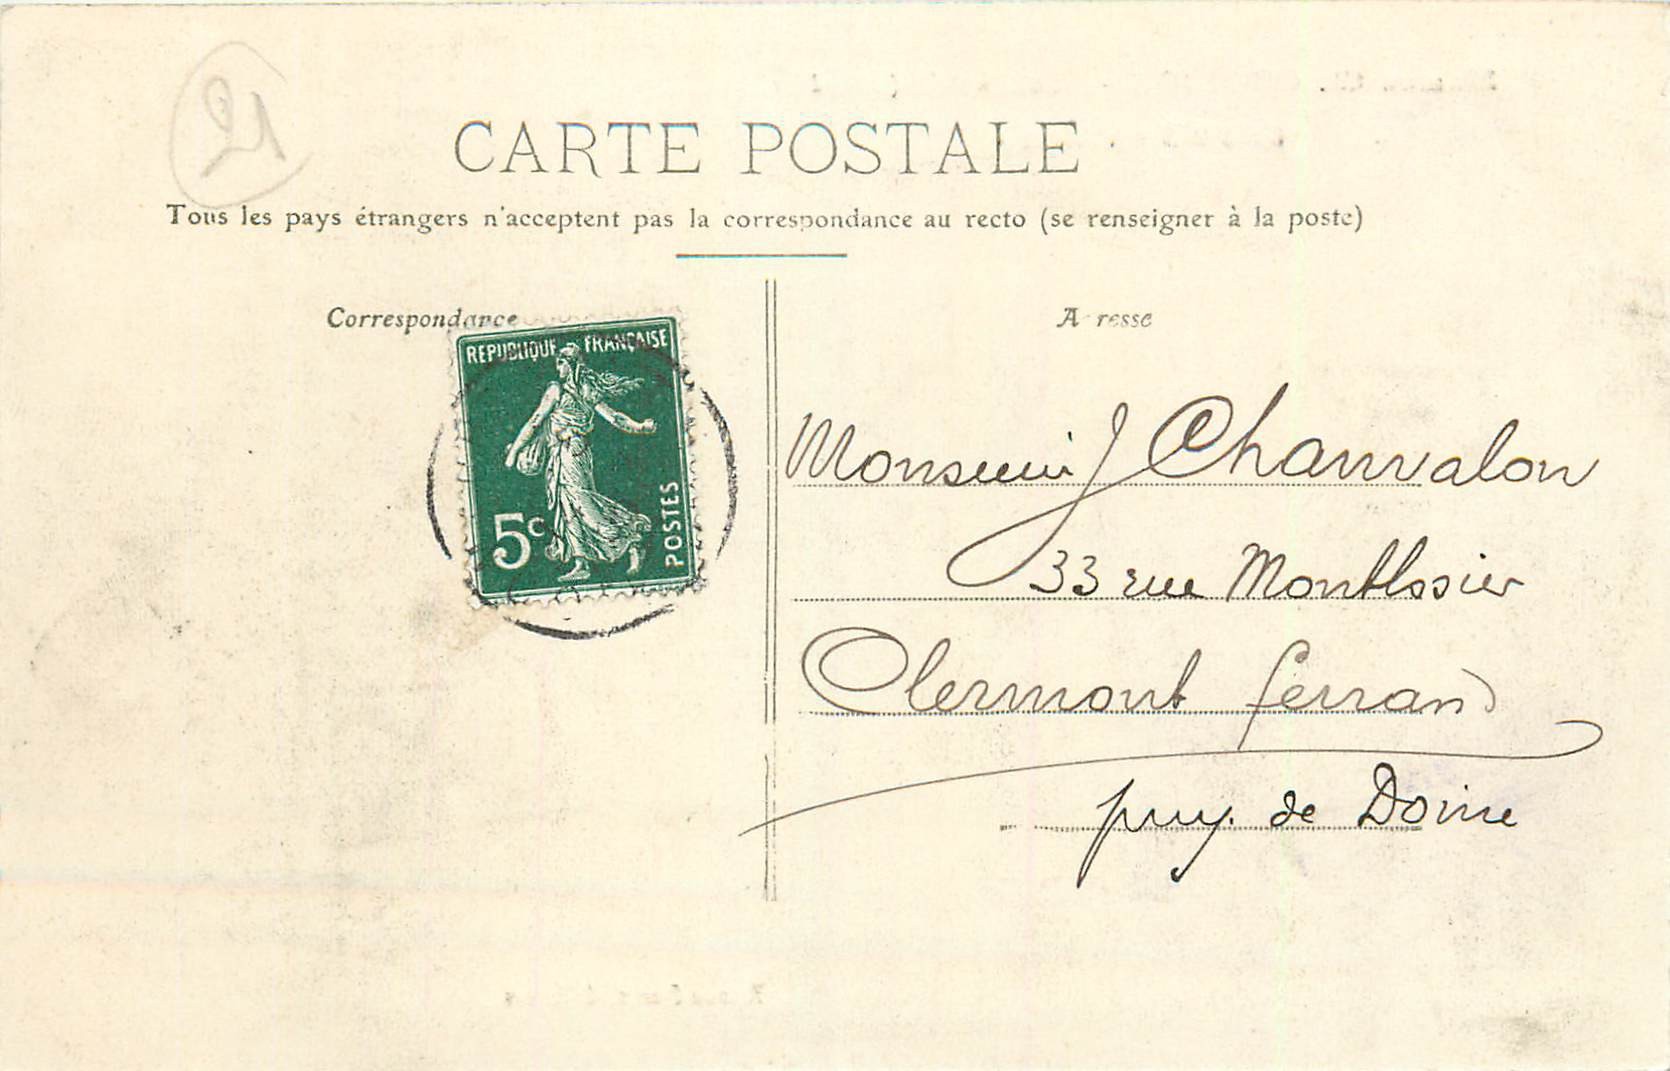 CARTE POSTALE
Tous les pays étrangers n'acceptent pas la correspondance au recto (se renseigner à la poste)
Correspondance
A resse
REPUBLIQUE FRANÇAISE
5c
POSTES
Monsieur J Chanvalon
33 rue Montlosier
Clermont ferrand
puy. de Dome